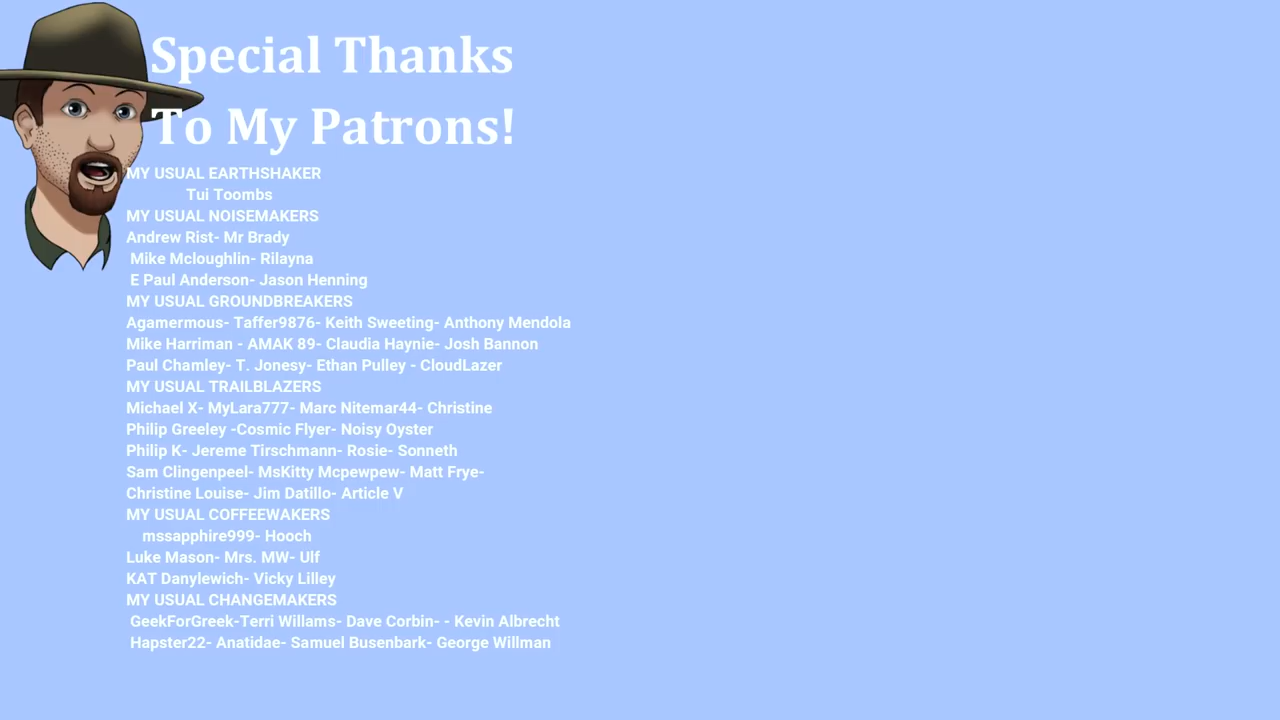 Special Thanks
To My Patrons!
MY USUAL EARTHSHAKER
Tui Toombs
MY USUAL NOISEMAKERS
Andrew Rist- Mr Brady
Mike Mcloughlin- Rilayna
E Paul Anderson- Jason Henning
MY USUAL GROUNDBREAKERS
Agamermous- Taffer9876- Keith Sweeting- Anthony Mendola
Mike Harriman - AMAK 89- Claudia Haynie- Josh Bannon
Paul Chamley- T. Jonesy- Ethan Pulley - CloudLazer
MY USUAL TRAILBLAZERS
Michael X- MyLara777- Marc Nitemar44- Christine
Philip Greeley -Cosmic Flyer- Noisy Oyster
Philip K- Jereme Tirschmann- Rosie- Sonneth
Sam Clingenpeel- MsKitty Mcpewpew- Matt Frye-
Christine Louise- Jim Datillo- Article V
MY USUAL COFFEEWAKERS
mssapphire999- Hooch
Luke Mason- Mrs. MW- Ulf
KAT Danylewich- Vicky Lilley
MY USUAL CHANGEMAKERS
GeekForGreek-Terri Willams- Dave Corbin- - Kevin Albrecht
Hapster22- Anatidae- Samuel Busenbark- George Willman